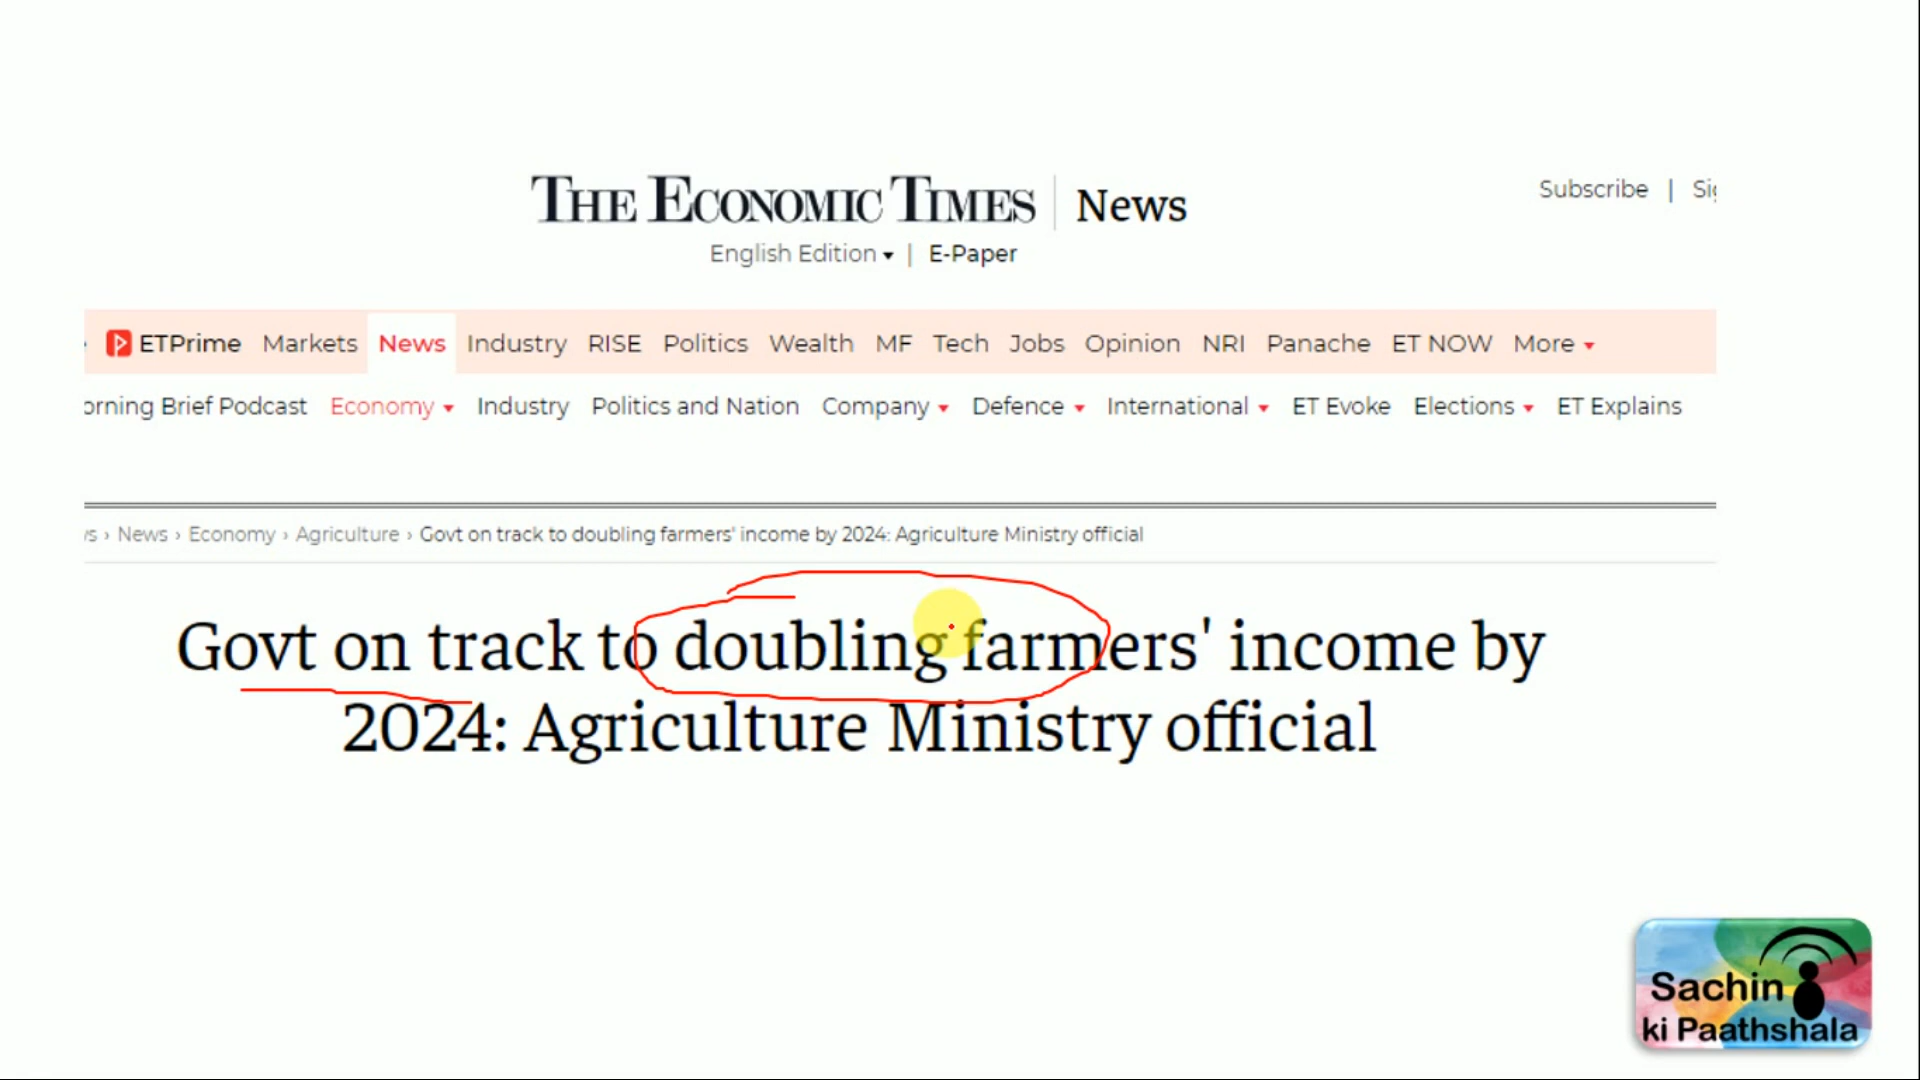 THE ECONOMIC TIMES | News
Subscribe |
English Edition | E-Paper
ETPrime Markets News Industry RISE Politics Wealth MF Tech Jobs Opinion NRI Panache ET NOW More
orning Brief Podcast Economy Industry Politics and Nation Company Defence International ET Evoke Elections ET Explains
› News › Economy › Agriculture › Govt on track to doubling farmers' income by 2024: Agriculture Ministry official
Govt on track to doubling farmers' income by
2024: Agriculture Ministry official
Sachin
ki Paathshala